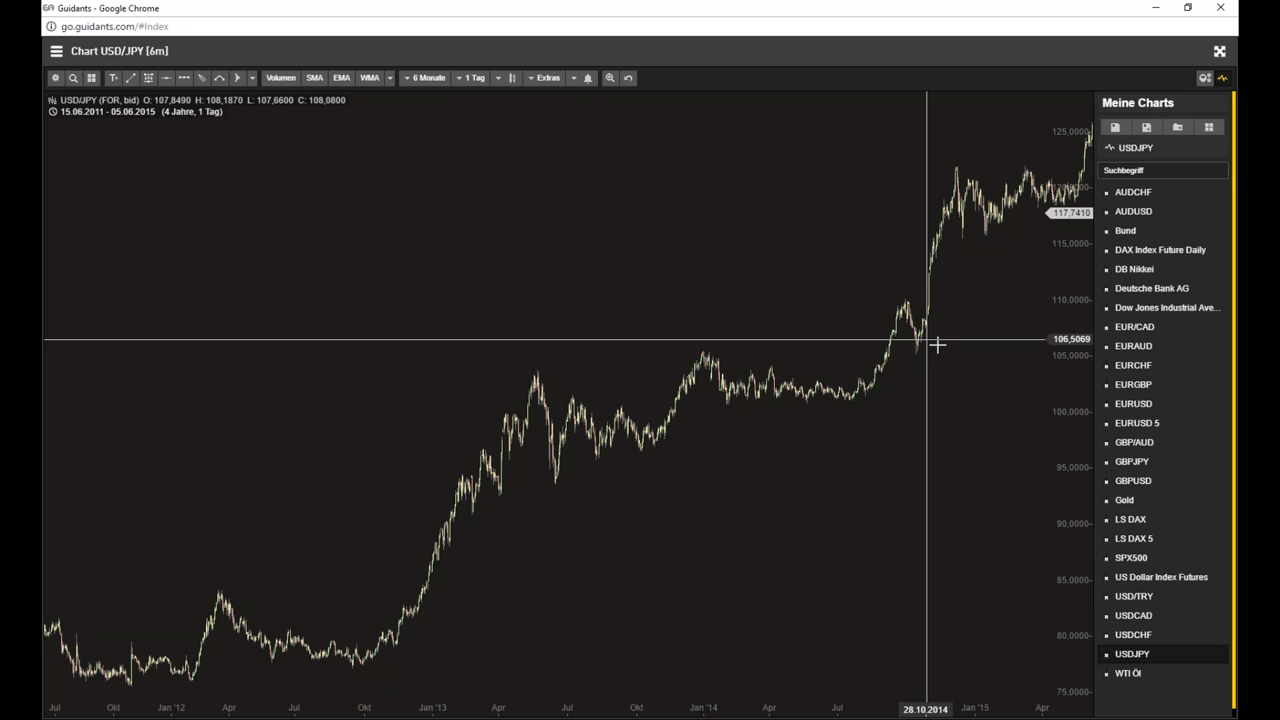 Guidants - Google Chrome
go.guidants.com/#Index
Chart USD/JPY [6m]
Volumen SMA EMA WMA 6 Monate 1 Tag Extras
USD/JPY (FOR, bid) O: 107,8490 H: 108,1870 L: 107,6600 C: 108,0800
15.06.2011 - 05.06.2015 (4 Jahre, 1 Tag)
125,0000
120,0000
117,7410
115,0000
110,0000
106,5069
105,0000
100,0000
95,0000
90,0000
85,0000
80,0000
75,0000
Jul Okt Jan '12 Apr Jul Okt Jan '13 Apr Jul Okt Jan '14 Apr Jul 28.10.2014 Jan '15 Apr
Meine Charts
USDJPY
Suchbegriff
AUDCHF
AUDUSD
Bund
DAX Index Future Daily
DB Nikkei
Deutsche Bank AG
Dow Jones Industrial Ave...
EUR/CAD
EURAUD
EURCHF
EURGBP
EURUSD
EURUSD 5
GBP/AUD
GBPJPY
GBPUSD
Gold
LS DAX
LS DAX 5
SPX500
US Dollar Index Futures
USD/TRY
USDCAD
USDCHF
USDJPY
WTI Öl